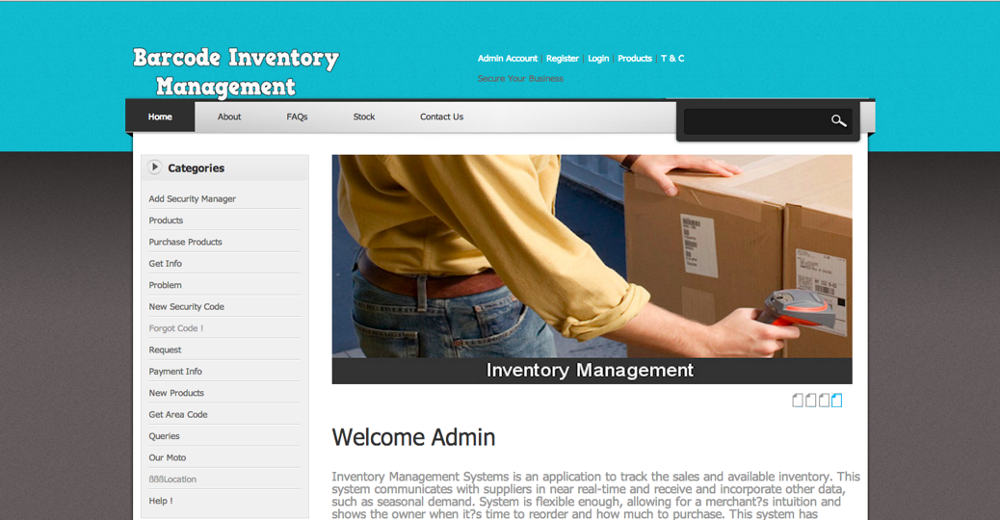 Barcode Inventory
Management
Admin Account | Register | Login | Products | T & C
Secure Your Business
Home About FAQs Stock Contact Us
Categories
Add Security Manager
Products
Purchase Products
Get Info
Problem
New Security Code
Forgot Code !
Request
Payment Info
New Products
Get Area Code
Queries
Our Moto
ßßßLocation
Help !
Inventory Management
Welcome Admin
Inventory Management Systems is an application to track the sales and available inventory. This
system communicates with suppliers in near real-time and receive and incorporate other data,
such as seasonal demand. System is flexible enough, allowing for a merchant?s intuition and
shows the owner when it?s time to reorder and how much to purchase. This system has